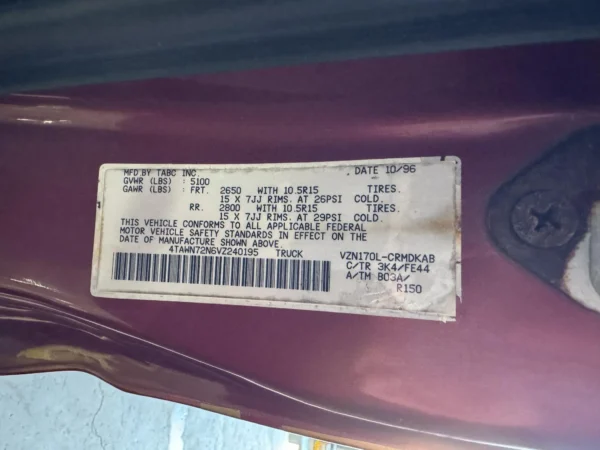 MFD.BY TABC INC. DATE 10/96
GVWR (LBS) : 5100
GAWR (LBS) : FRT. 2650 WITH 10.5R15 TIRES.
15 X 7JJ RIMS. AT 26PSI COLD.
RR. 2800 WITH 10.5R15 TIRES.
15 X 7JJ RIMS. AT 29PSI COLD.
THIS VEHICLE CONFORMS TO ALL APPLICABLE FEDERAL
MOTOR VEHICLE SAFETY STANDARDS IN EFFECT ON THE
DATE OF MANUFACTURE SHOWN ABOVE.
4TAWN72N6VZ240195 TRUCK VZN170L-CRMDKAB
C/TR 3K4/FE44
A/TM B03A/
R150